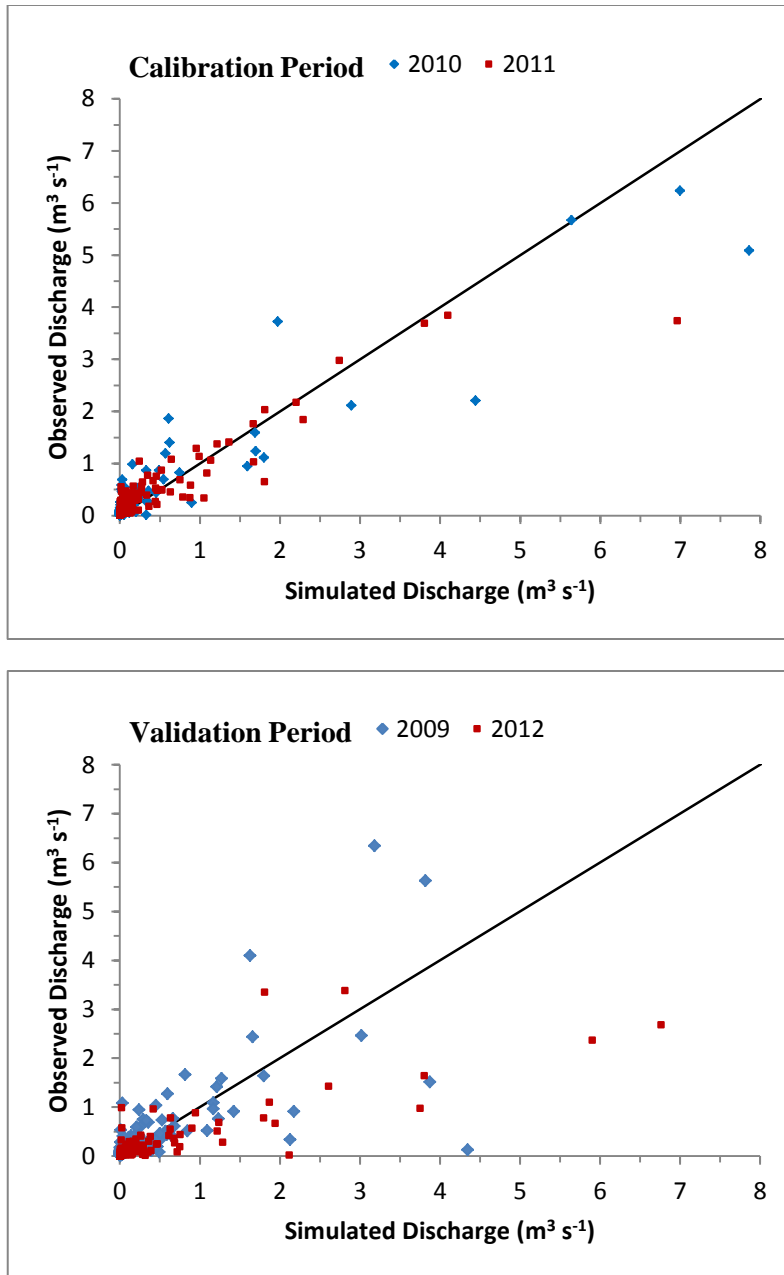 Calibration Period 2010 2011
8
7
6
5
4
3
2
1
0
Observed Discharge (m³ s⁻¹)
0 1 2 3 4 5 6 7 8
Simulated Discharge (m³ s⁻¹)
Validation Period 2009 2012
8
7
6
5
4
3
2
1
0
Observed Discharge (m³ s⁻¹)
0 1 2 3 4 5 6 7 8
Simulated Discharge (m³ s⁻¹)